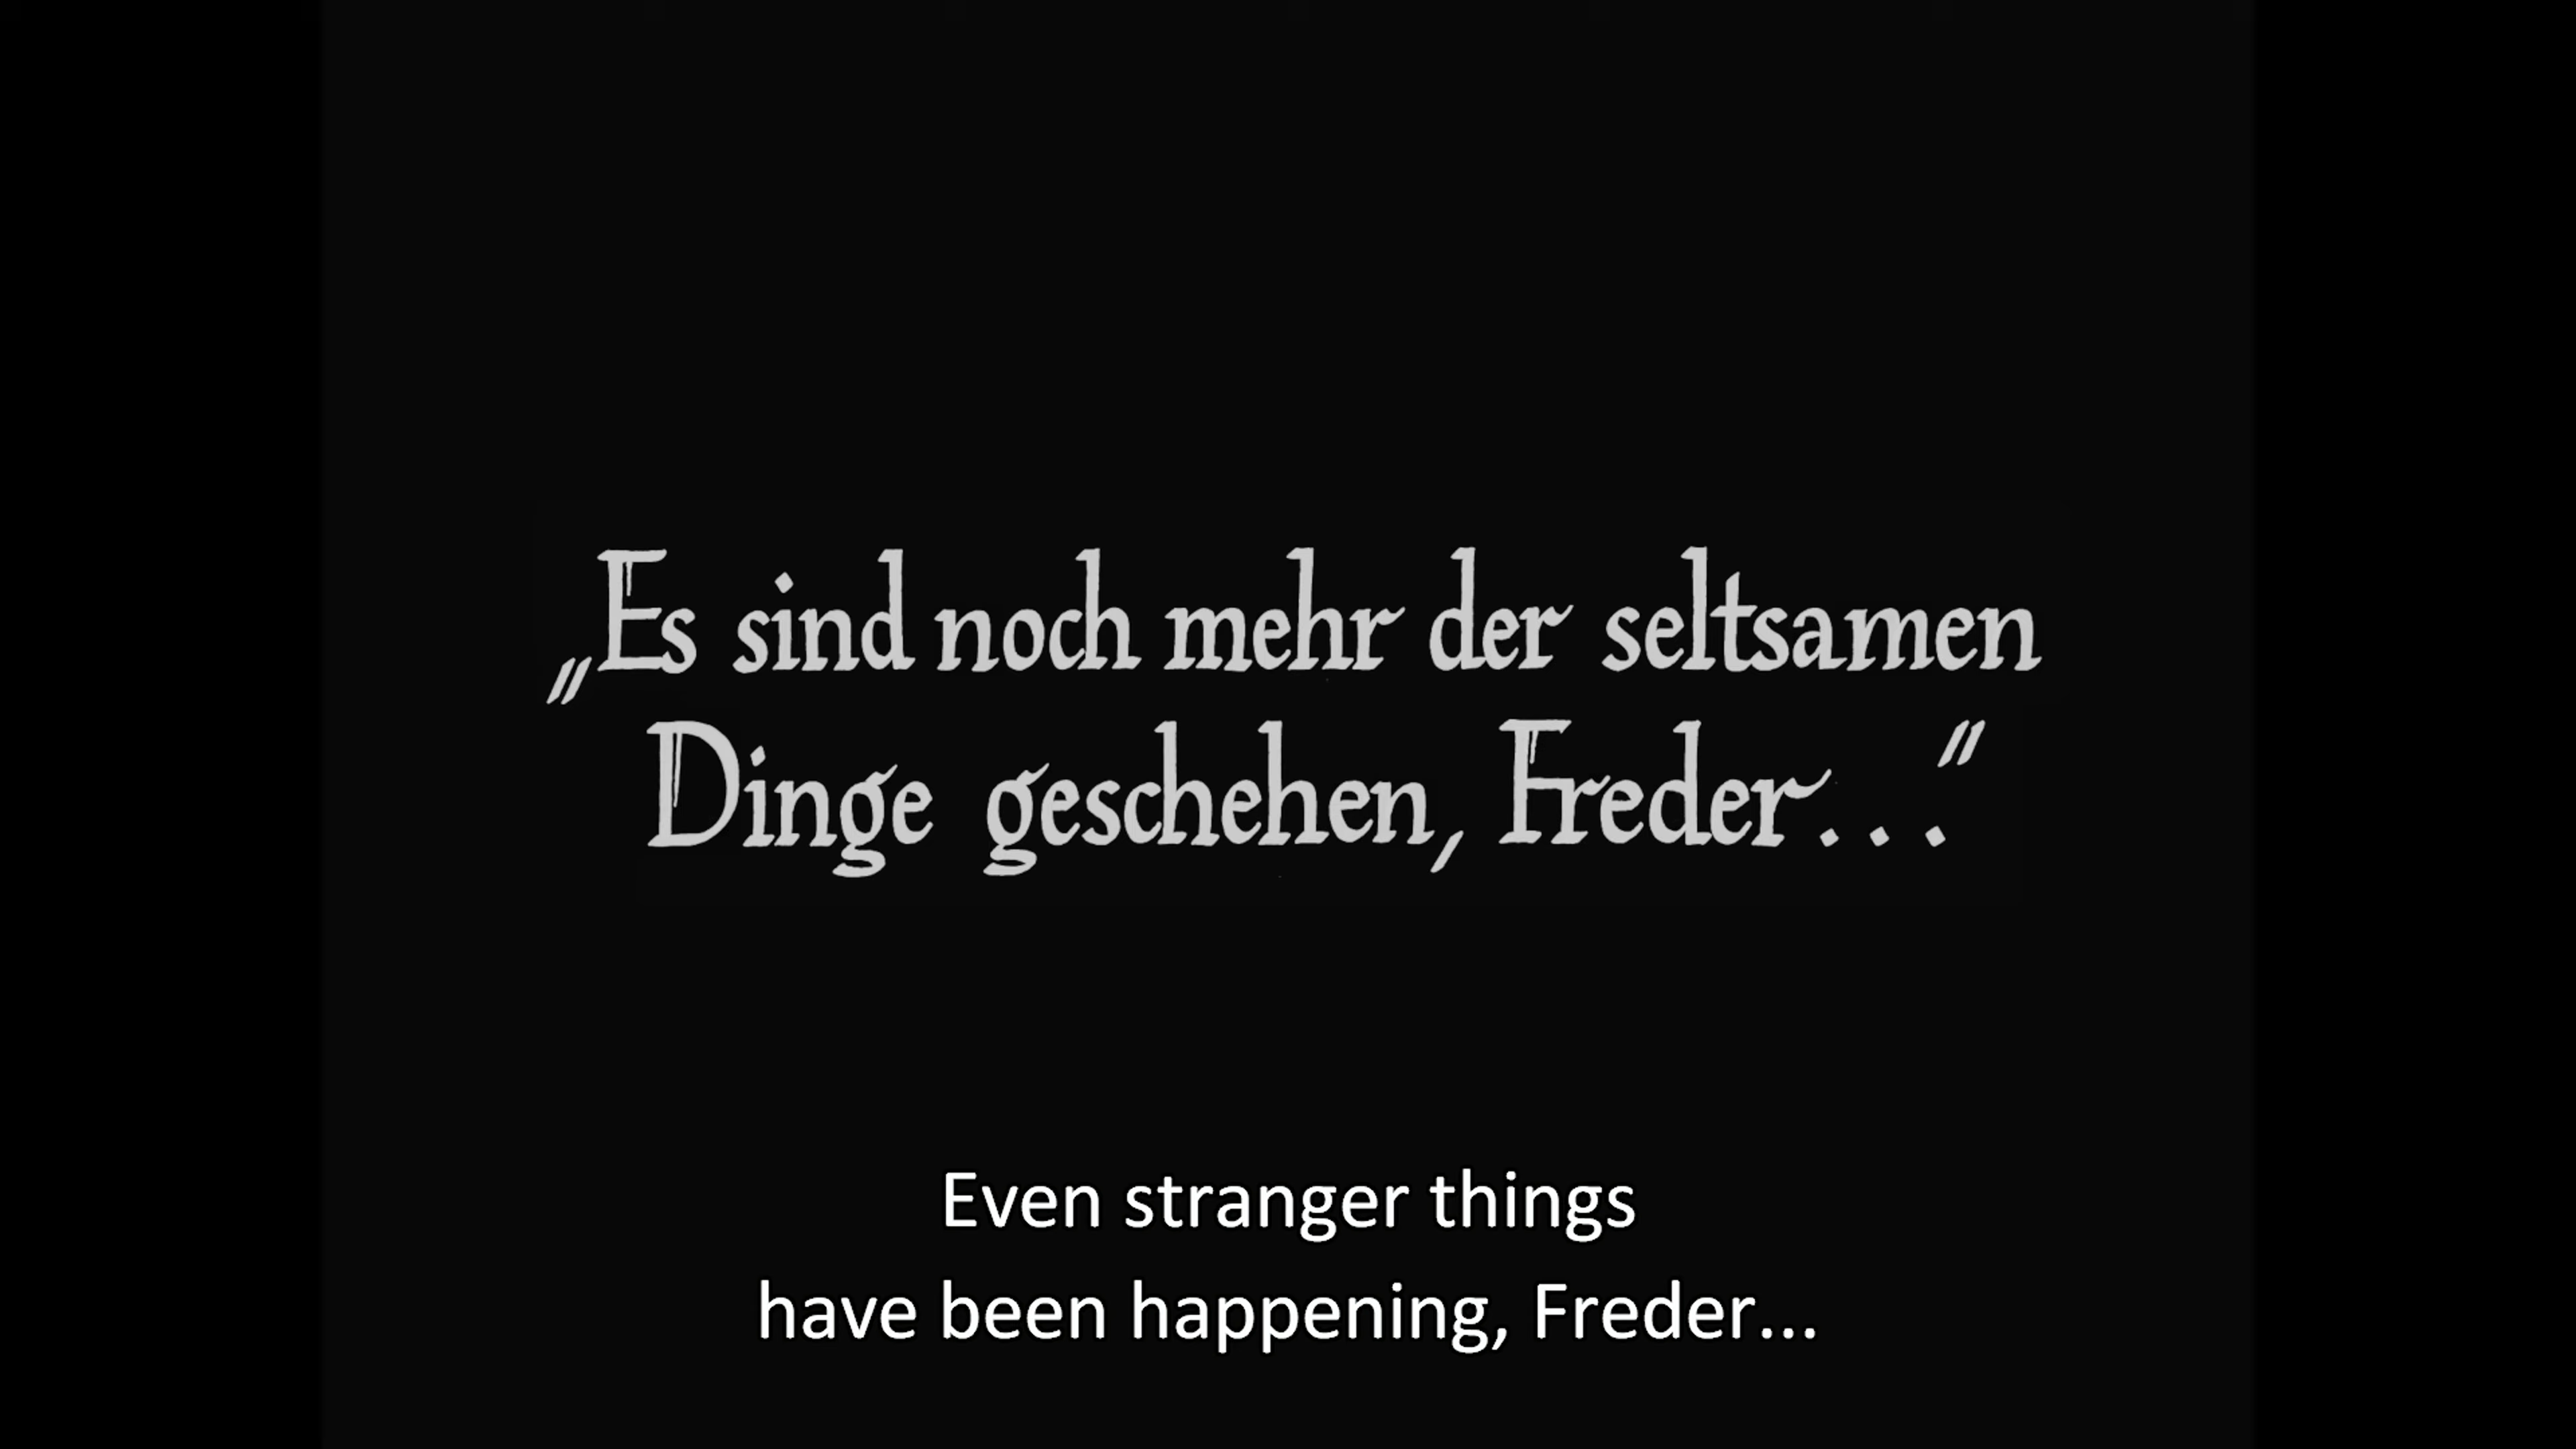 „Es sind noch mehr der seltsamen
Dinge geschehen, Freder...“
Even stranger things
have been happening, Freder...